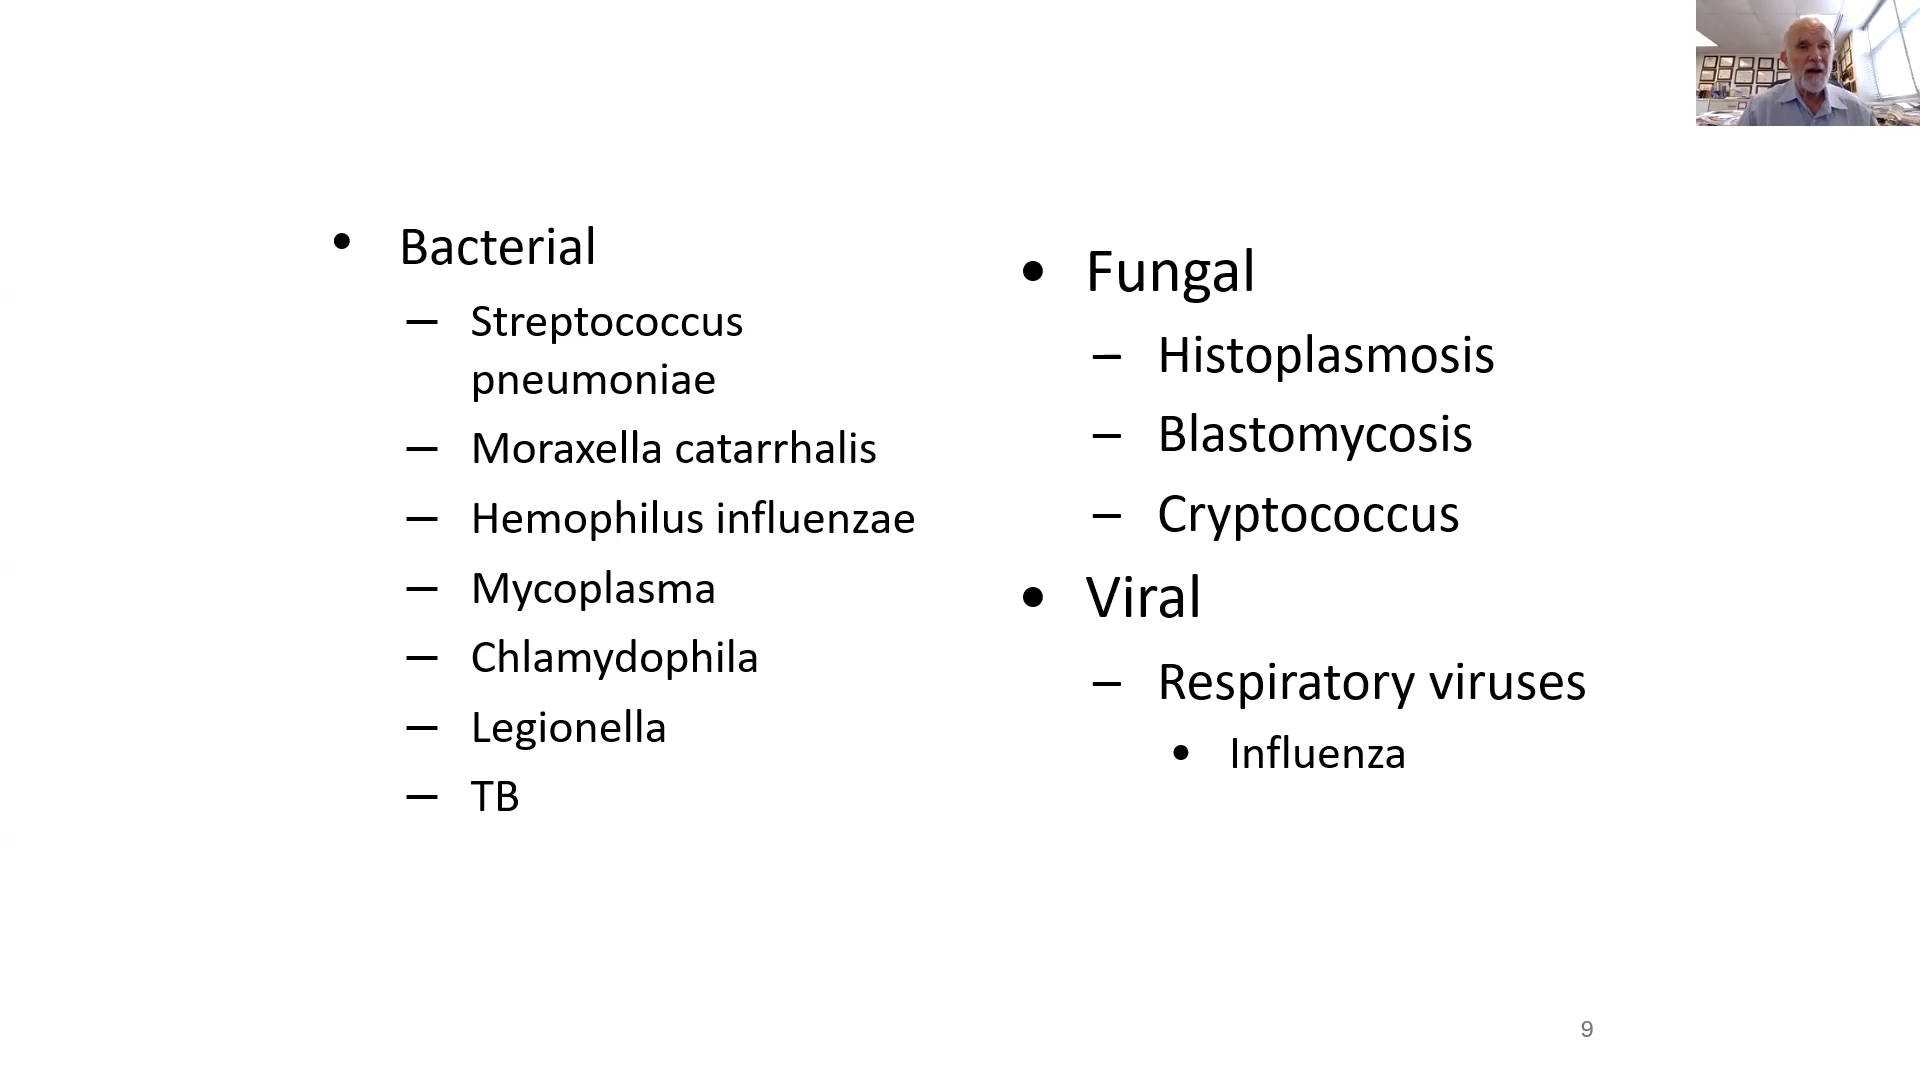 • Bacterial
– Streptococcus
pneumoniae
– Moraxella catarrhalis
– Hemophilus influenzae
– Mycoplasma
– Chlamydophila
– Legionella
– TB
• Fungal
– Histoplasmosis
– Blastomycosis
– Cryptococcus
• Viral
– Respiratory viruses
• Influenza
9